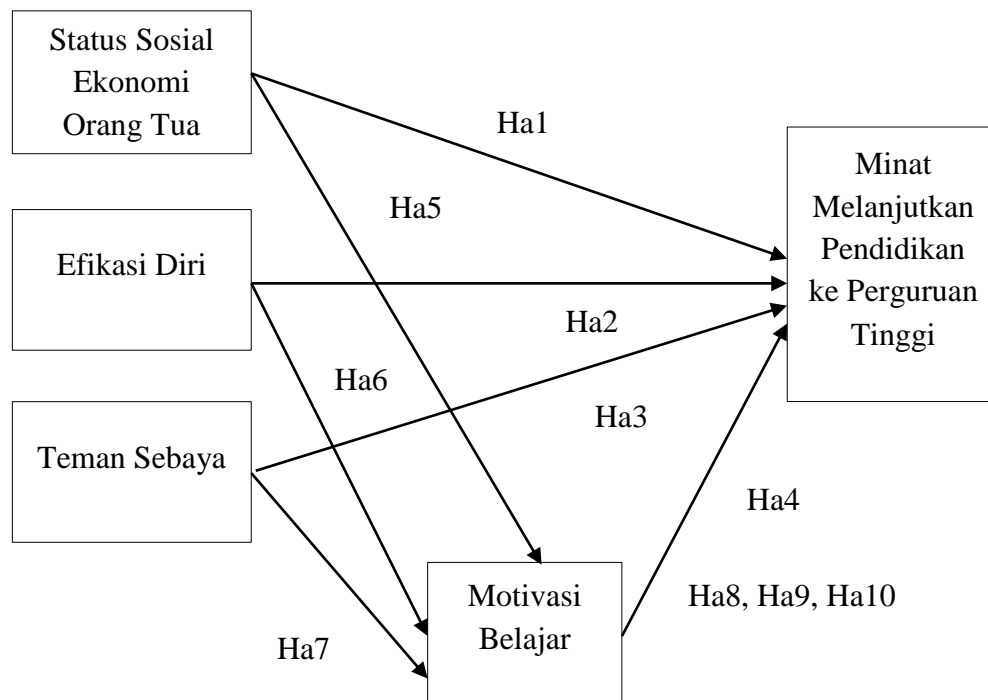 Status Sosial
Ekonomi
Orang Tua
Ha1
Minat
Melanjutkan
Pendidikan
ke Perguruan
Tinggi
Ha5
Efikasi Diri
Ha2
Ha6
Ha3
Teman Sebaya
Ha4
Motivasi
Belajar
Ha8, Ha9, Ha10
Ha7